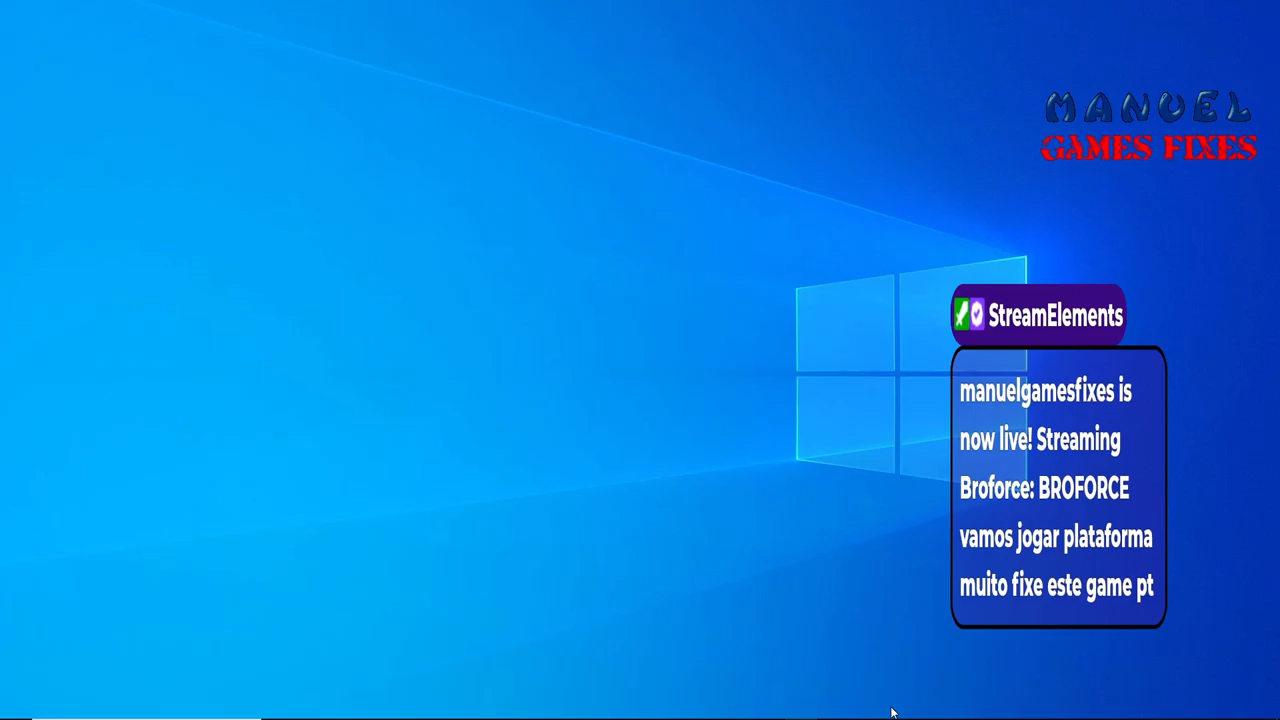 MANUEL
GAMES FIXES
StreamElements
manuelgamesfixes is
now live! Streaming
Broforce: BROFORCE
vamos jogar plataforma
muito fixe este game pt